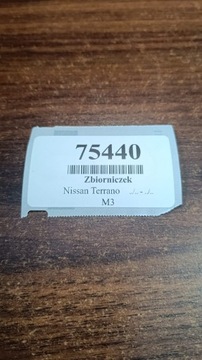 75440
Zbiorniczek
Nissan Terrano ../.. - ../..
M3